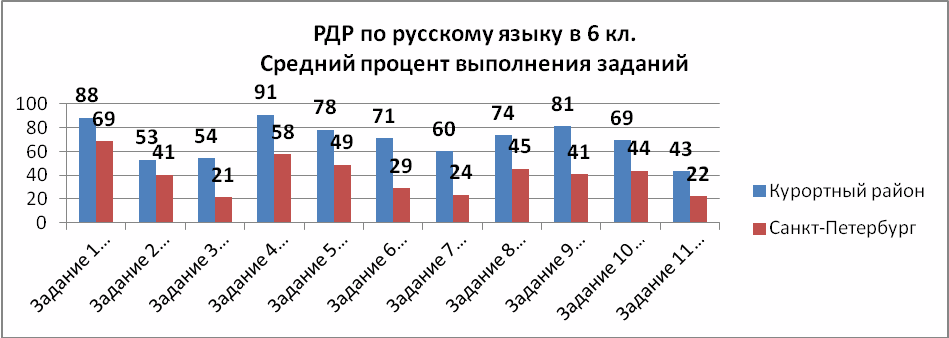 РДР по русскому языку в 6 кл.
Средний процент выполнения заданий
88 69 53 41 54 21 91 58 78 49 71 29 60 24 74 45 81 41 69 44 43 22
100
80
60
40
20
0
Задание 1...
Задание 2...
Задание 3...
Задание 4...
Задание 5...
Задание 6...
Задание 7...
Задание 8...
Задание 9...
Задание 10...
Задание 11...
Курортный район
Санкт-Петербург